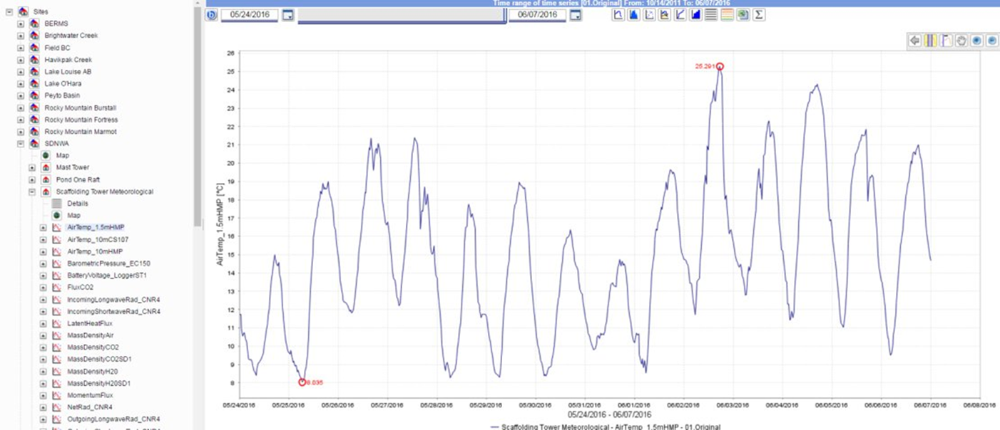 Time range of time series [01.Original] From: 10/14/2011 To: 06/07/2016
05/24/2016
06/07/2016
Sites
BERMS
Brightwater Creek
Field BC
Havikpak Creek
Lake Louise AB
Lake O'Hara
Peyto Basin
Rocky Mountain Burstall
Rocky Mountain Fortress
Rocky Mountain Marmot
SDNWA
Map
Mast Tower
Pond One Raft
Scaffolding Tower Meteorological
Details
Map
AirTemp_1.5mHMP
AirTemp_10mCS107
AirTemp_10mHMP
BarometricPressure_EC150
BatteryVoltage_LoggerST1
FluxCO2
IncomingLongwaveRad_CNR4
IncomingShortwaveRad_CNR4
LatentHeatFlux
MassDensityAir
MassDensityCO2
MassDensityCO2SD1
MassDensityH20
MassDensityH20SD1
MomentumFlux
NetRad_CNR4
OutgoingLongwaveRad_CNR4
AirTemp_1.5mHMP [°C]
26
25
24
23
22
21
20
19
18
17
16
15
14
13
12
11
10
9
8
25.291
8.035
05/24/2016 05/25/2016 05/26/2016 05/27/2016 05/28/2016 05/29/2016 05/30/2016 05/31/2016 06/01/2016 06/02/2016 06/03/2016 06/04/2016 06/05/2016 06/06/2016 06/07/2016 06/08/2016
05/24/2016 - 06/07/2016
Scaffolding Tower Meteorological - AirTemp_1.5mHMP - 01.Original